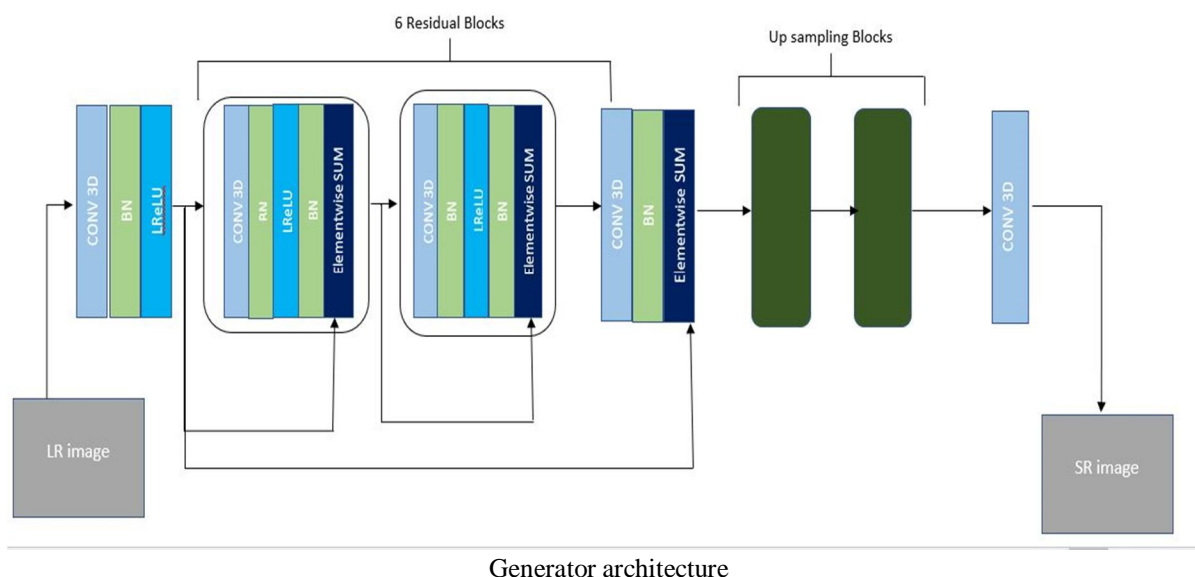 6 Residual Blocks
Up sampling Blocks
CONV 3D
BN
LReLU
CONV 3D
BN
LReLU
BN
Elementwise SUM
CONV 3D
BN
LReLU
BN
Elementwise SUM
CONV 3D
BN
Elementwise SUM
CONV 3D
LR image
SR image
Generator architecture